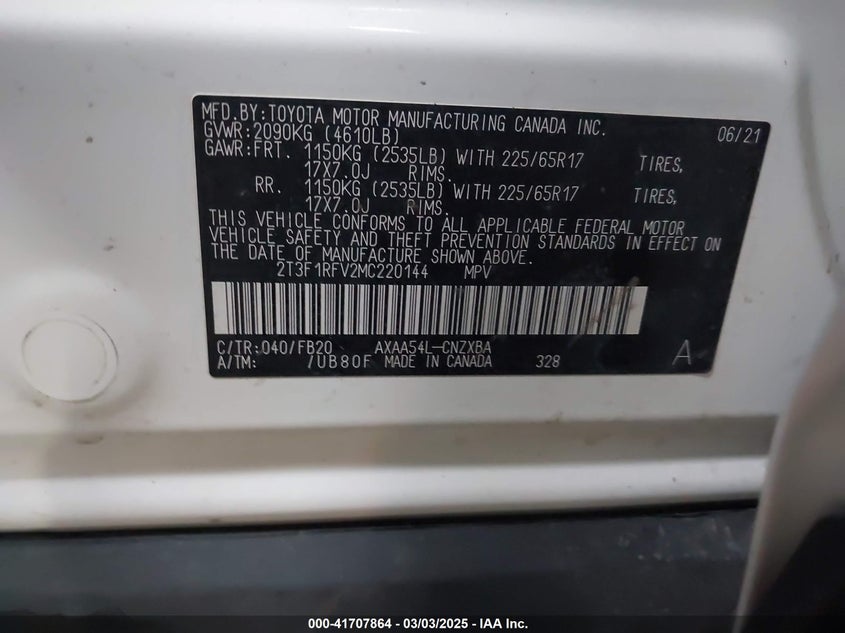 MFD.BY:TOYOTA MOTOR MANUFACTURING CANADA INC. 06/21
GVWR:2090KG (4610LB)
GAWR:FRT. 1150KG (2535LB) WITH 225/65R17 TIRES,
17X7.0J RIMS.
RR. 1150KG (2535LB) WITH 225/65R17 TIRES,
17X7.0J RIMS.
THIS VEHICLE CONFORMS TO ALL APPLICABLE FEDERAL MOTOR
VEHICLE SAFETY AND THEFT PREVENTION STANDARDS IN EFFECT ON
THE DATE OF MANUFACTURE SHOWN ABOVE.
2T3F1RFV2MC220144 MPV
C/TR:040/FB20 AXAA54L-CNZXBA
A/TM: /UB80F MADE IN CANADA 328 A
000-41707864 — 03/03/2025 — IAA Inc.